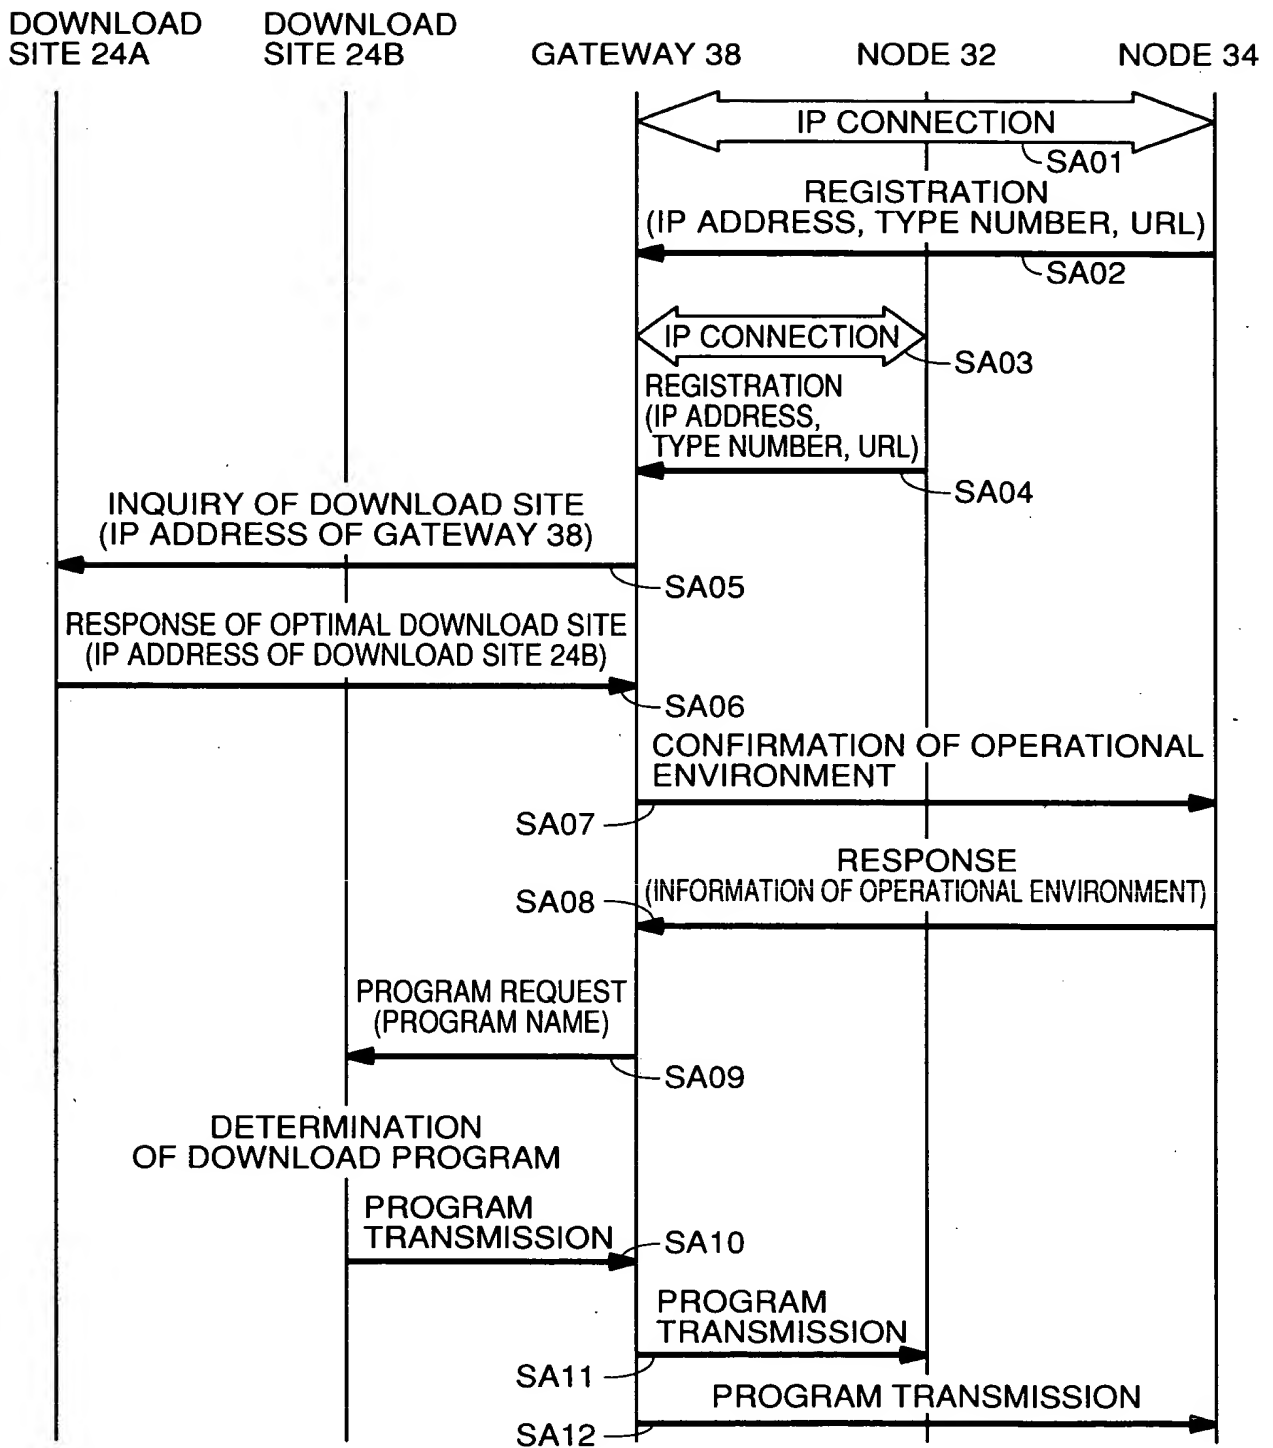 DOWNLOAD
SITE 24A
DOWNLOAD
SITE 24B
GATEWAY 38
NODE 32
NODE 34
IP CONNECTION
SA01
REGISTRATION
(IP ADDRESS, TYPE NUMBER, URL)
SA02
IP CONNECTION
SA03
REGISTRATION
(IP ADDRESS,
TYPE NUMBER, URL)
SA04
INQUIRY OF DOWNLOAD SITE
(IP ADDRESS OF GATEWAY 38)
SA05
RESPONSE OF OPTIMAL DOWNLOAD SITE
(IP ADDRESS OF DOWNLOAD SITE 24B)
SA06
CONFIRMATION OF OPERATIONAL
ENVIRONMENT
SA07
RESPONSE
(INFORMATION OF OPERATIONAL ENVIRONMENT)
SA08
PROGRAM REQUEST
(PROGRAM NAME)
SA09
DETERMINATION
OF DOWNLOAD PROGRAM
PROGRAM
TRANSMISSION
SA10
PROGRAM
TRANSMISSION
SA11
PROGRAM TRANSMISSION
SA12